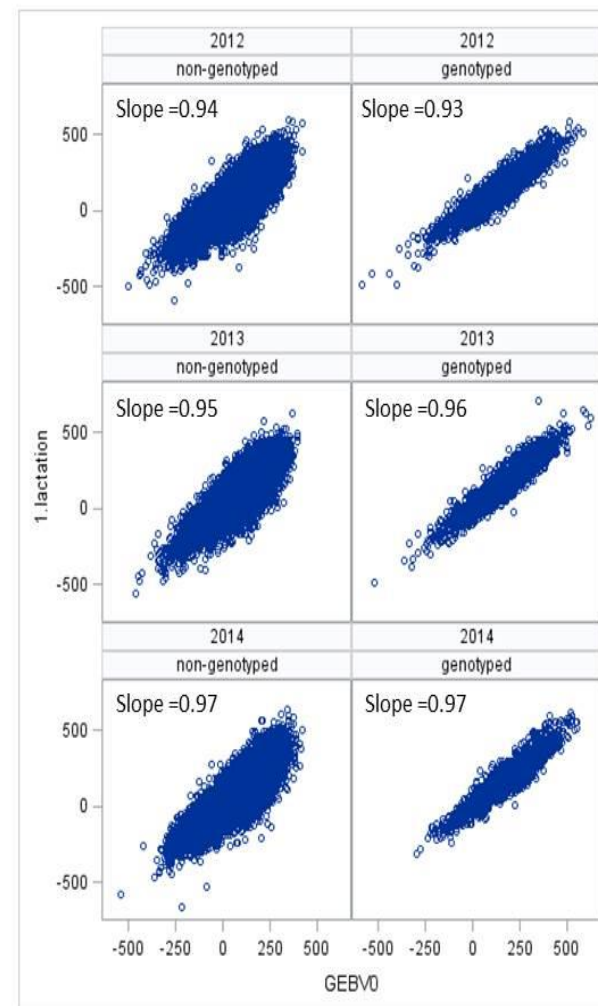 2012 2012
non-genotyped genotyped
Slope =0.94 Slope =0.93
500
0
-500
2013 2013
non-genotyped genotyped
Slope =0.95 Slope =0.96
500
0
-500
1.lactation
2014 2014
non-genotyped genotyped
Slope =0.97 Slope =0.97
500
0
-500
-500 -250 0 250 500 -500 -250 0 250 500
GEBV0